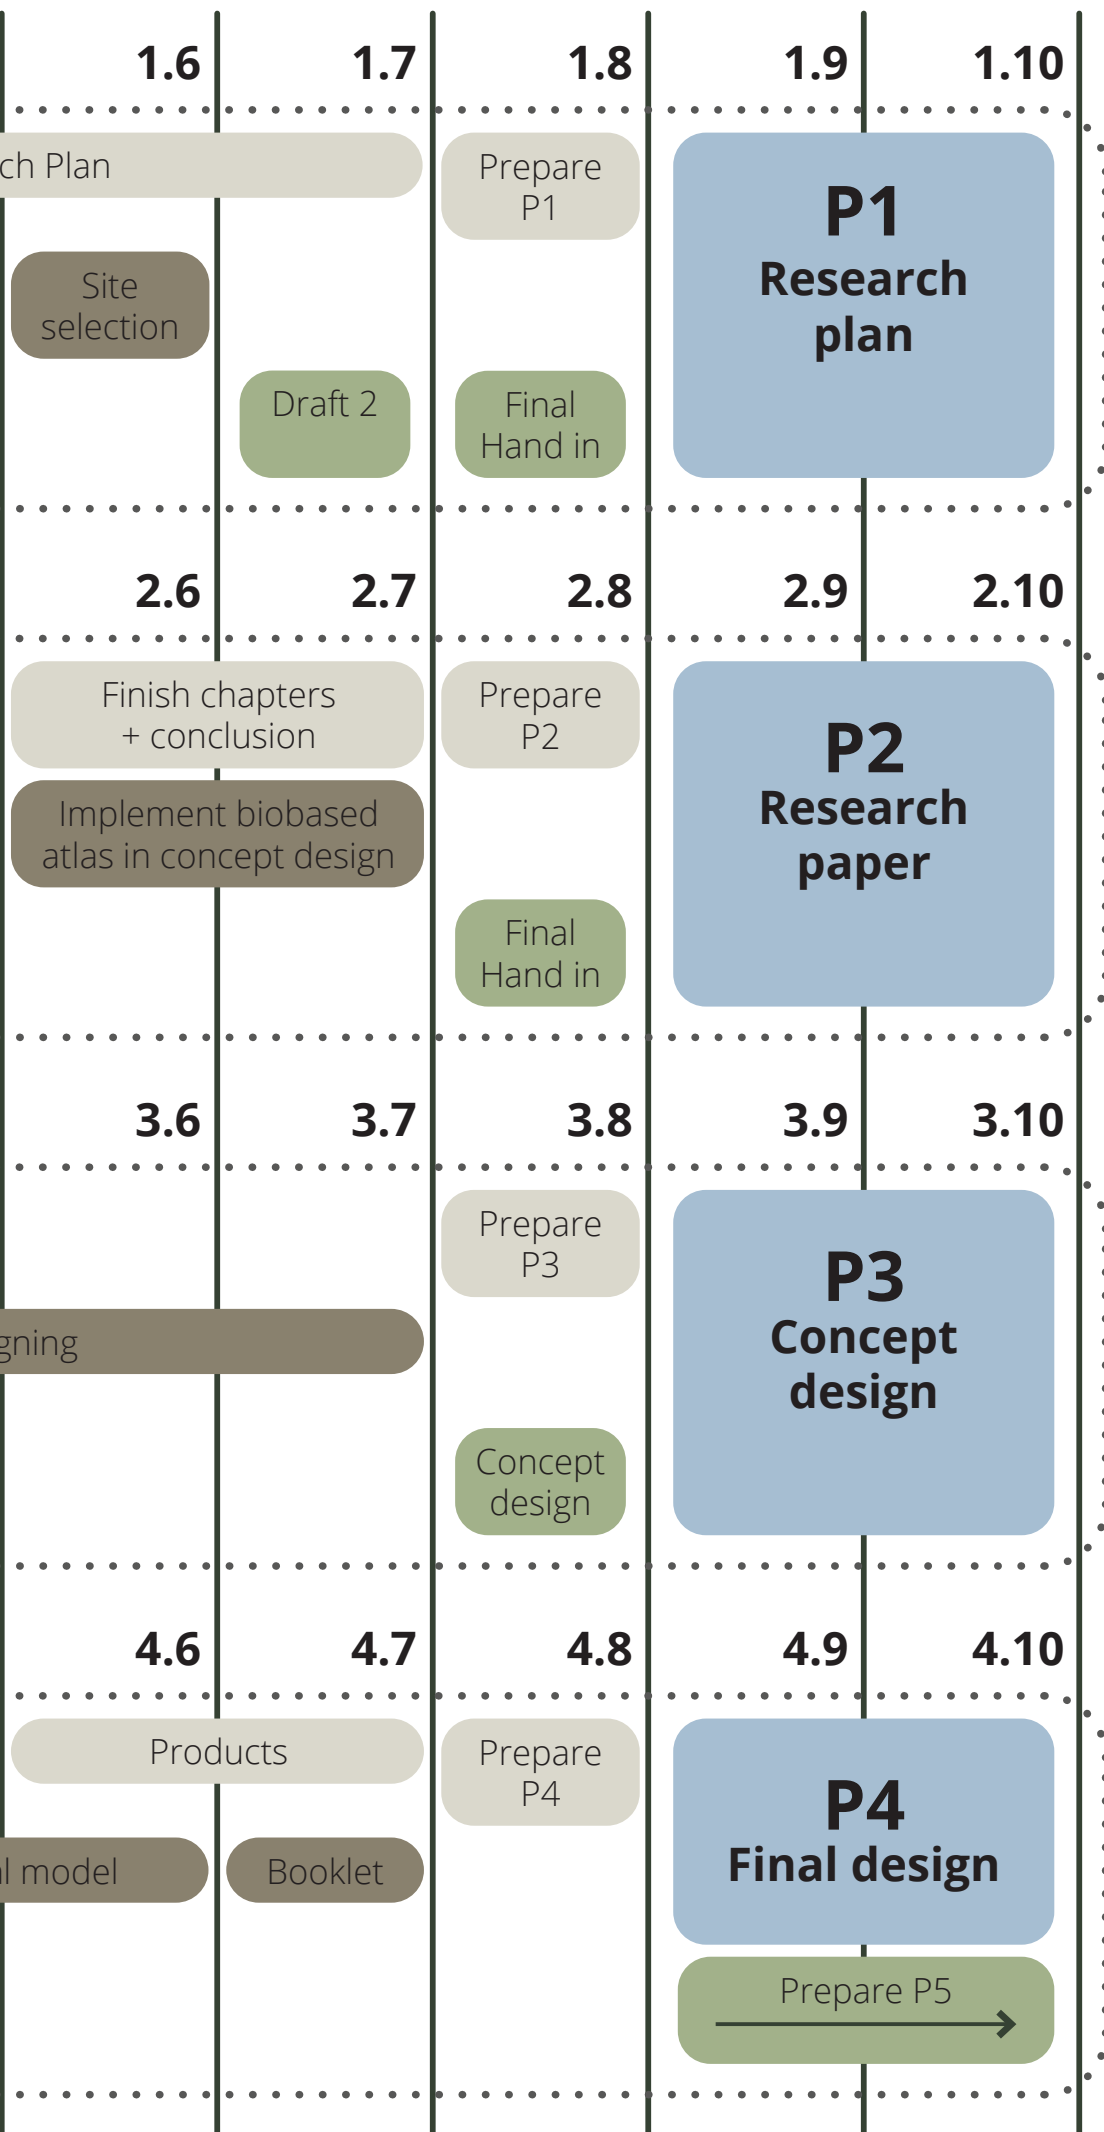 1.6 1.7 1.8 1.9 1.10
ch Plan
Prepare
P1
P1
Research
plan
Site
selection
Draft 2
Final
Hand in
2.6 2.7 2.8 2.9 2.10
Finish chapters
+ conclusion
Prepare
P2
P2
Research
paper
Implement biobased
atlas in concept design
Final
Hand in
3.6 3.7 3.8 3.9 3.10
Prepare
P3
P3
Concept
design
gning
Concept
design
4.6 4.7 4.8 4.9 4.10
Products
Prepare
P4
P4
Final design
l model
Booklet
Prepare P5